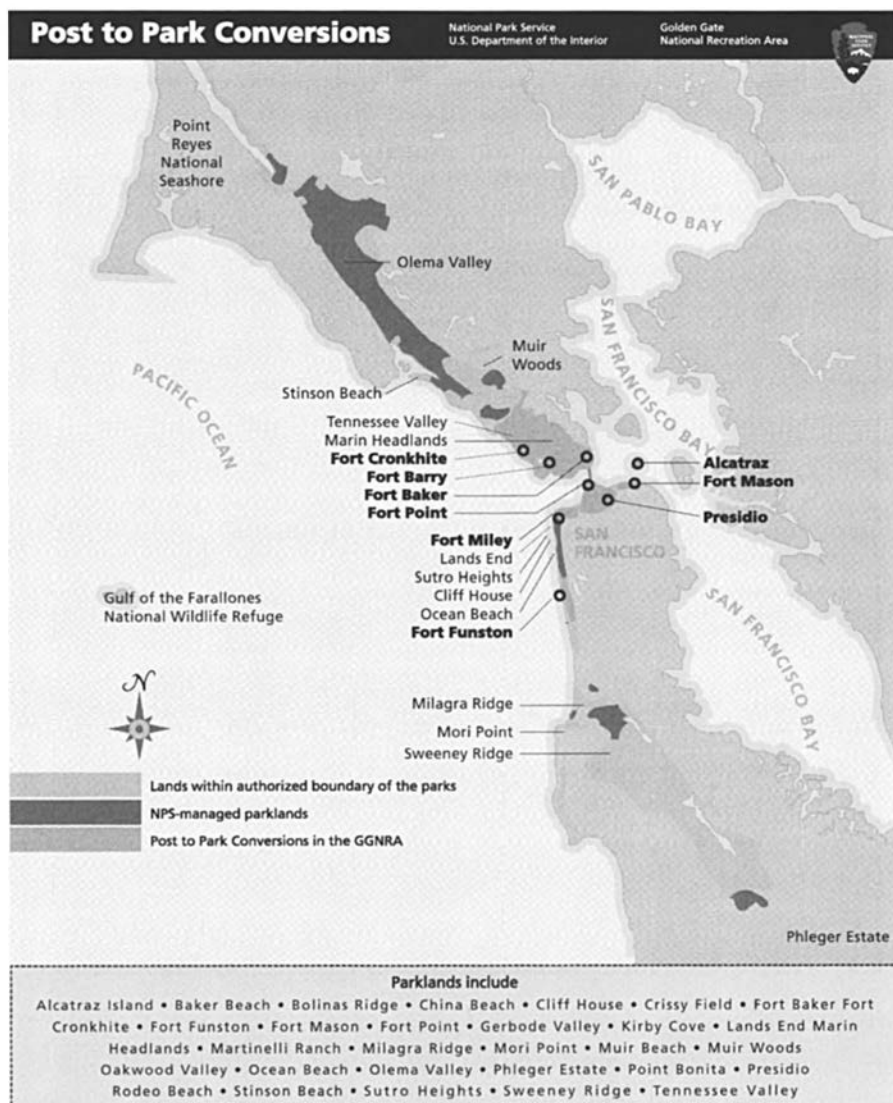 Post to Park Conversions
National Park Service
U.S. Department of the Interior
Golden Gate
National Recreation Area
Point
Reyes
National
Seashore
SAN PABLO BAY
Olema Valley
SAN FRANCISCO BAY
Muir
Woods
PACIFIC OCEAN
Stinson Beach
Tennessee Valley
Marin Headlands
Fort Cronkhite
Fort Barry
Fort Baker
Fort Point
Alcatraz
Fort Mason
Presidio
Fort Miley
Lands End
Sutro Heights
Cliff House
Ocean Beach
Fort Funston
SAN
FRANCISCO
Gulf of the Farallones
National Wildlife Refuge
SAN FRANCISCO BAY
N
Milagra Ridge
Mori Point
Sweeney Ridge
Lands within authorized boundary of the parks
NPS-managed parklands
Post to Park Conversions in the GGNRA
Phleger Estate
Parklands include
Alcatraz Island • Baker Beach • Bolinas Ridge • China Beach • Cliff House • Crissy Field • Fort Baker Fort
Cronkhite • Fort Funston • Fort Mason • Fort Point • Gerbode Valley • Kirby Cove • Lands End Marin
Headlands • Martinelli Ranch • Milagra Ridge • Mori Point • Muir Beach • Muir Woods
Oakwood Valley • Ocean Beach • Olema Valley • Phleger Estate • Point Bonita • Presidio
Rodeo Beach • Stinson Beach • Sutro Heights • Sweeney Ridge • Tennessee Valley